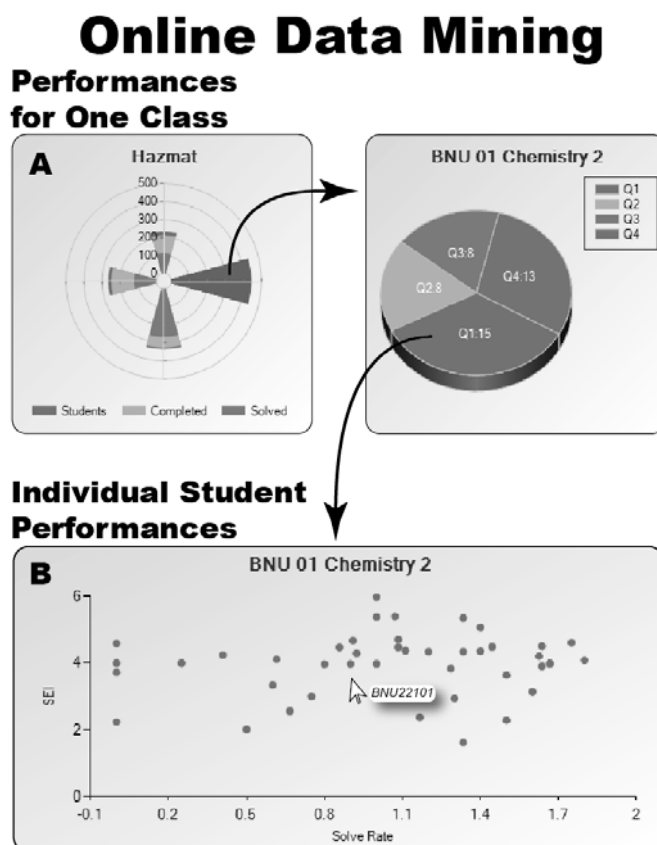 Online Data Mining
Performances
for One Class
A
Hazmat
500
400
300
200
100
0
Students
Completed
Solved
BNU 01 Chemistry 2
Q1
Q2
Q3
Q4
Q3:8
Q4:13
Q2:8
Q1:15
Individual Student
Performances
B
BNU 01 Chemistry 2
6
4
2
0
SEI
BNU22101
-0.1 0.2 0.5 0.8 1.1 1.4 1.7 2
Solve Rate